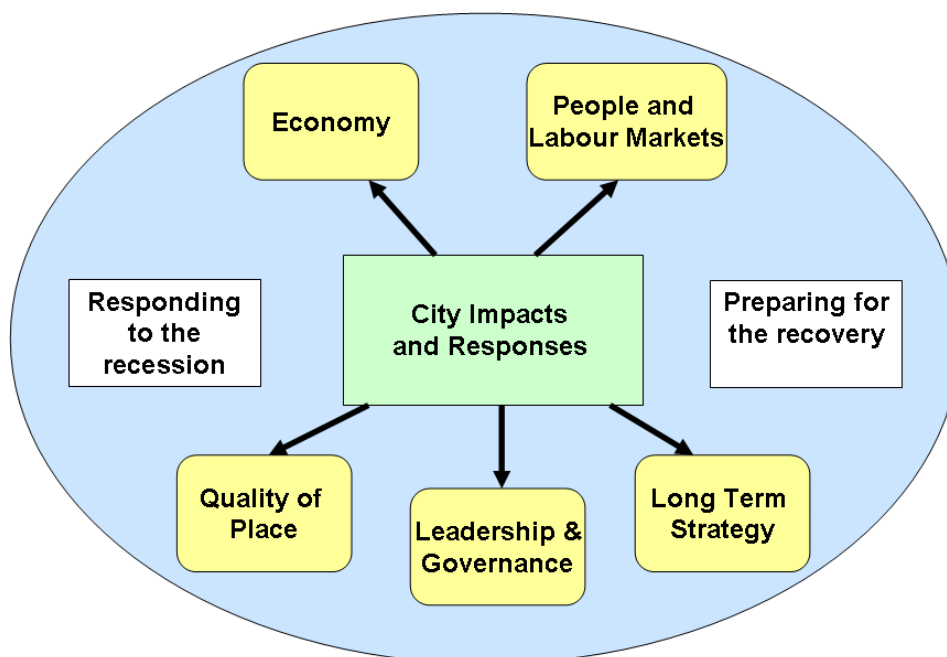 Economy
People and
Labour Markets
Responding
to the
recession
City Impacts
and Responses
Preparing for
the recovery
Quality of
Place
Leadership &
Governance
Long Term
Strategy